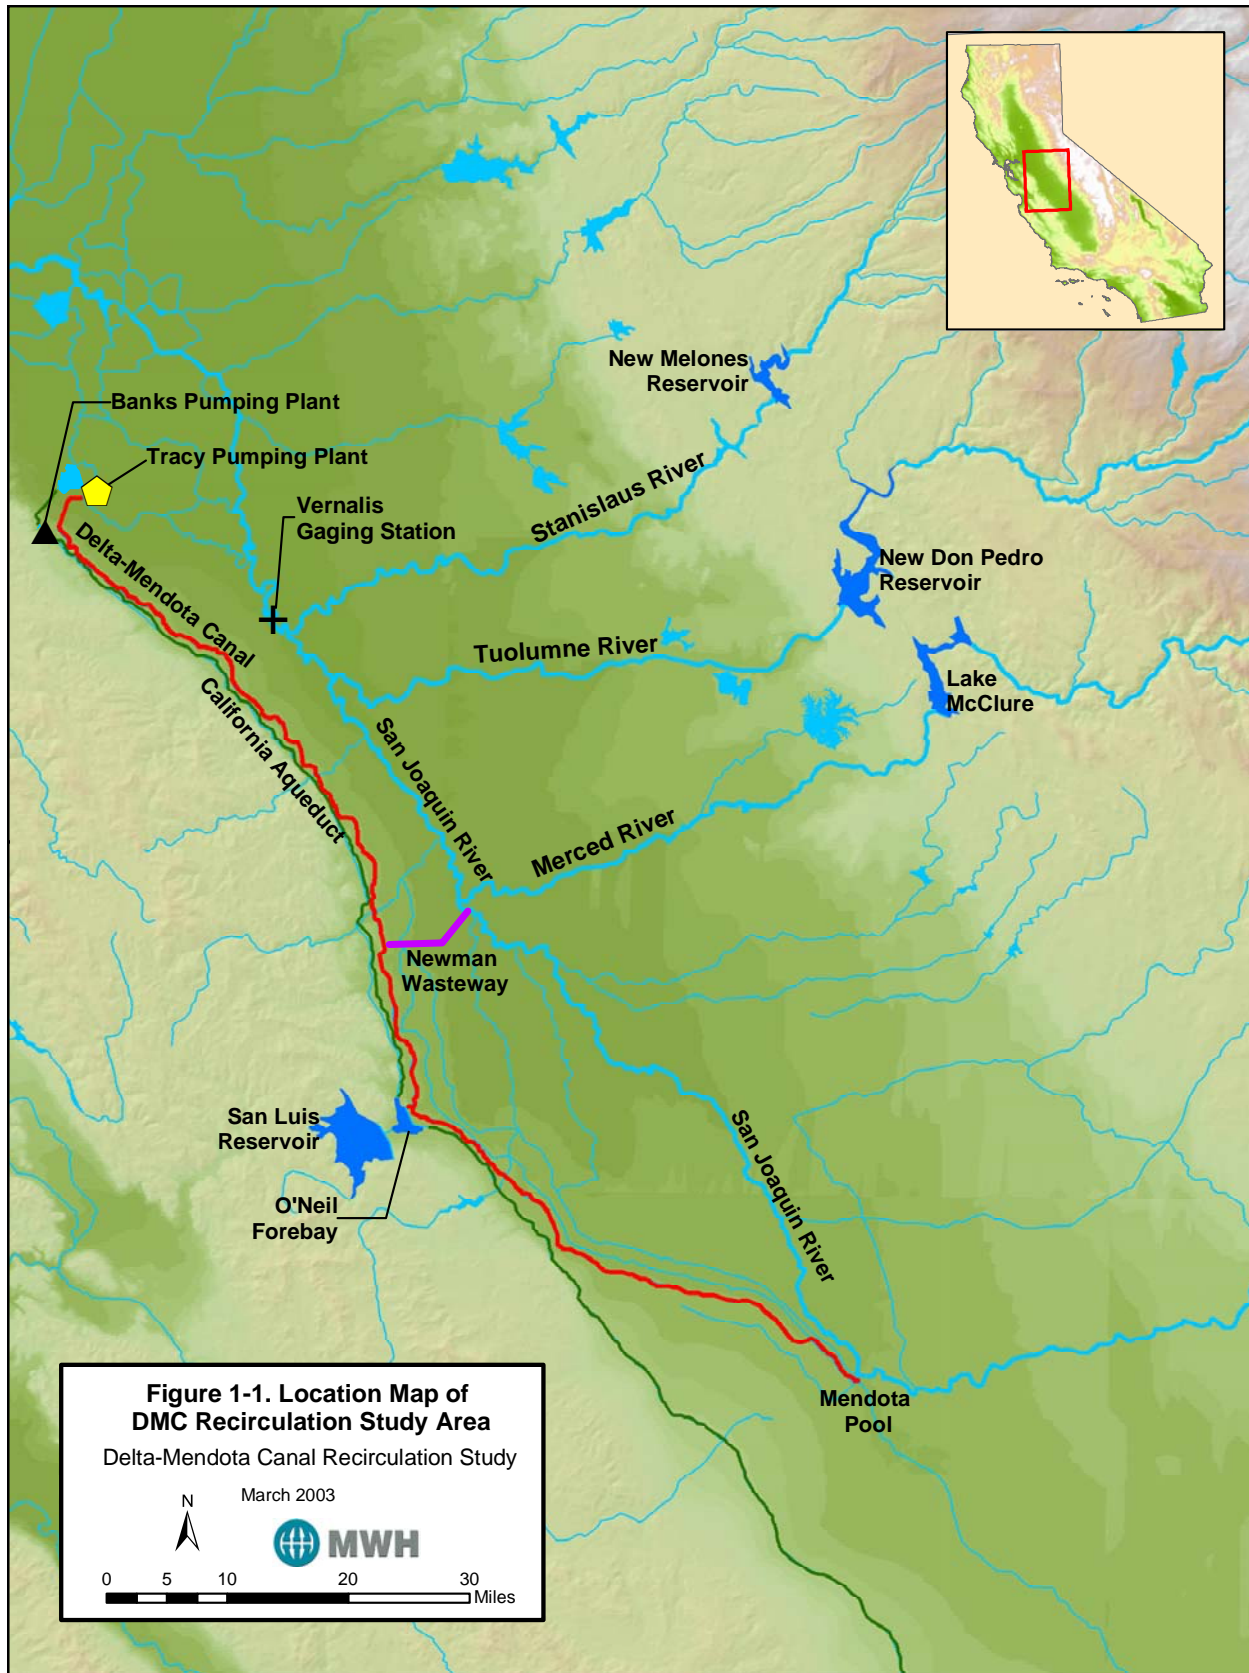 New Melones
Reservoir
Banks Pumping Plant
Tracy Pumping Plant
Stanislaus River
Vernalis
Gaging Station
New Don Pedro
Reservoir
Delta-Mendota Canal
Tuolumne River
Lake
McClure
California Aqueduct
San Joaquin River
Merced River
Newman
Wasteway
San Luis
Reservoir
San Joaquin River
O'Neil
Forebay
Mendota
Pool
Figure 1-1. Location Map of
DMC Recirculation Study Area
Delta-Mendota Canal Recirculation Study
March 2003
N
MWH
0 5 10 20 30
Miles